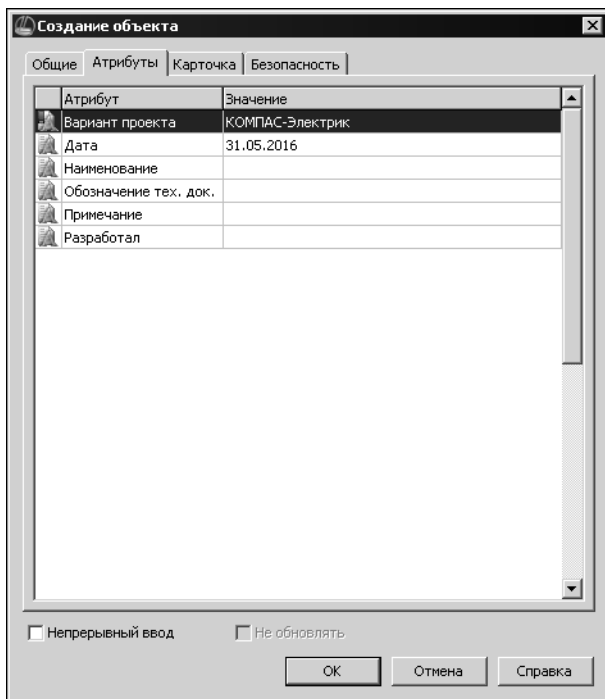 Создание объекта
Общие Атрибуты Карточка Безопасность
Атрибут Значение
Вариант проекта КОМПАС-Электрик
Дата 31.05.2016
Наименование
Обозначение тех. док.
Примечание
Разработал
Непрерывный ввод Не обновлять
OK Отмена Справка